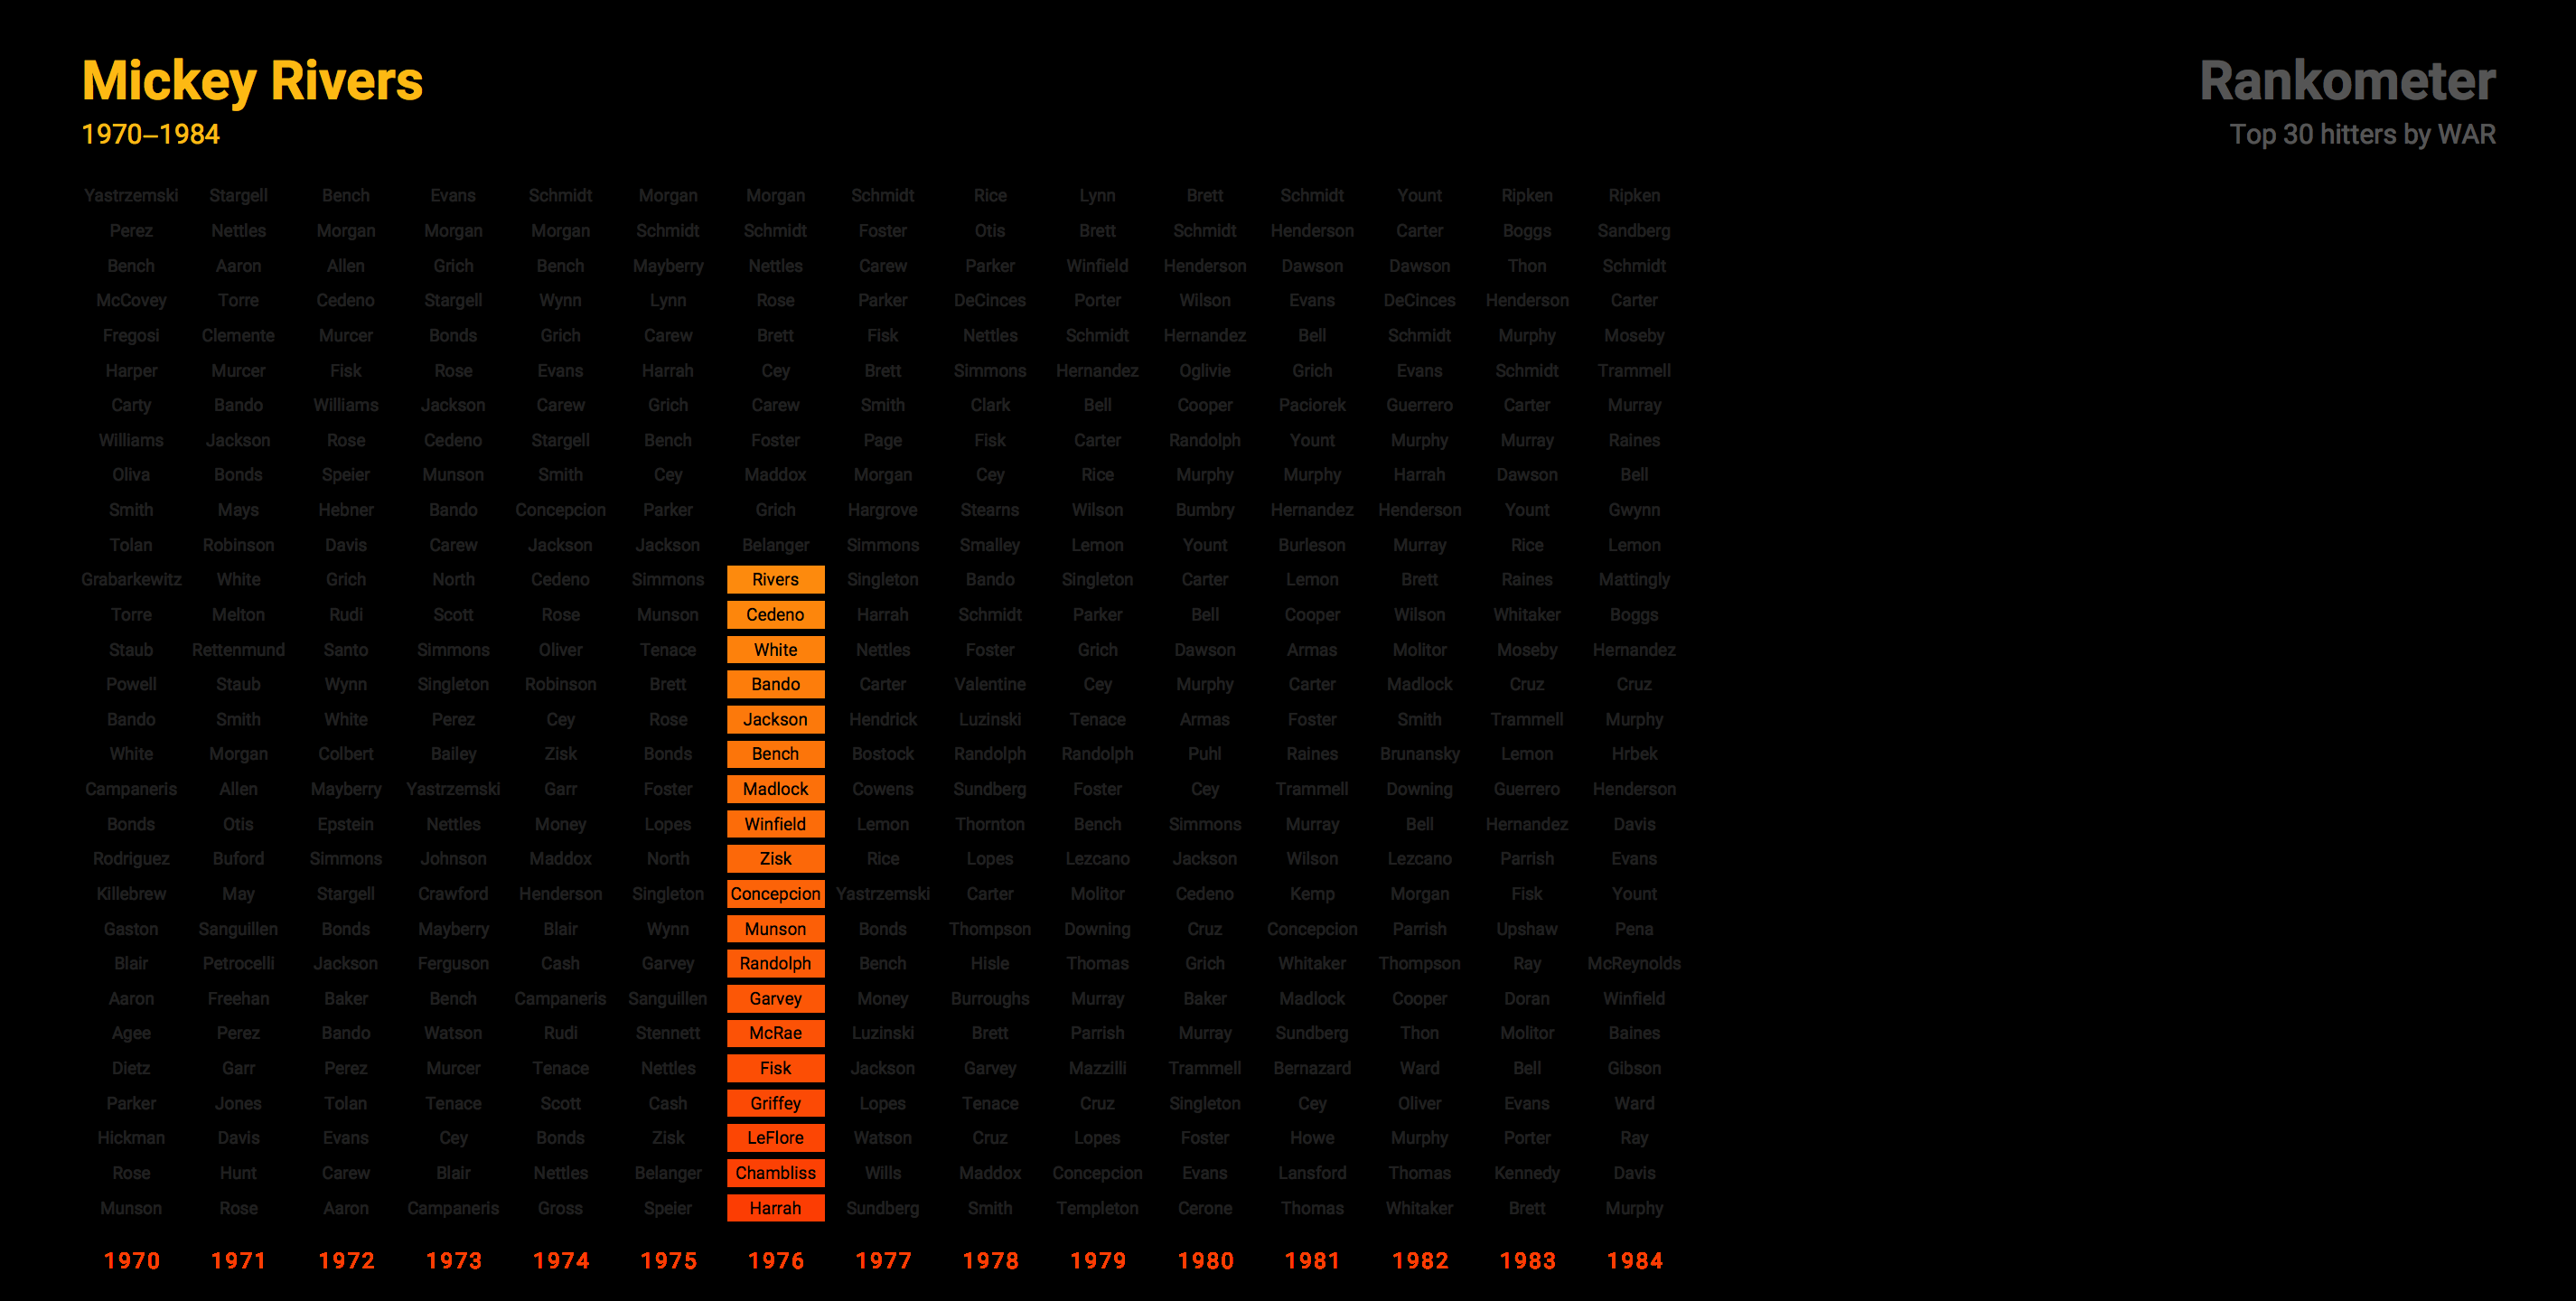 Mickey Rivers
1970–1984
Rankometer
Top 30 hitters by WAR
Yastrzemski Stargell Bench Evans Schmidt Morgan Morgan Schmidt Rice Lynn Brett Schmidt Yount Ripken Ripken
Perez Nettles Morgan Morgan Morgan Schmidt Schmidt Foster Otis Brett Schmidt Henderson Carter Boggs Sandberg
Bench Aaron Allen Grich Bench Mayberry Nettles Carew Parker Winfield Henderson Dawson Dawson Thon Schmidt
McCovey Torre Cedeno Stargell Wynn Lynn Rose Parker DeCinces Porter Wilson Evans DeCinces Henderson Carter
Fregosi Clemente Murcer Bonds Grich Carew Brett Fisk Nettles Schmidt Hernandez Bell Schmidt Murphy Moseby
Harper Murcer Fisk Rose Evans Harrah Cey Brett Simmons Hernandez Oglivie Grich Evans Schmidt Trammell
Carty Bando Williams Jackson Carew Grich Carew Smith Clark Bell Cooper Paciorek Guerrero Carter Murray
Williams Jackson Rose Cedeno Stargell Bench Foster Page Fisk Carter Randolph Yount Murphy Murray Raines
Oliva Bonds Speier Munson Smith Cey Maddox Morgan Cey Rice Murphy Murphy Harrah Dawson Bell
Smith Mays Hebner Bando Concepcion Parker Grich Hargrove Stearns Wilson Bumbry Hernandez Henderson Yount Gwynn
Tolan Robinson Davis Carew Jackson Jackson Belanger Simmons Smalley Lemon Yount Burleson Murray Rice Lemon
Grabarkewitz White Grich North Cedeno Simmons Rivers Singleton Bando Singleton Carter Lemon Brett Raines Mattingly
Torre Melton Rudi Scott Rose Munson Cedeno Harrah Schmidt Parker Bell Cooper Wilson Whitaker Boggs
Staub Rettenmund Santo Simmons Oliver Tenace White Nettles Foster Grich Dawson Armas Molitor Moseby Hernandez
Powell Staub Wynn Singleton Robinson Brett Bando Carter Valentine Cey Murphy Carter Madlock Cruz Cruz
Bando Smith White Perez Cey Rose Jackson Hendrick Luzinski Tenace Armas Foster Smith Trammell Murphy
White Morgan Colbert Bailey Zisk Bonds Bench Bostock Randolph Randolph Puhl Raines Brunansky Lemon Hrbek
Campaneris Allen Mayberry Yastrzemski Garr Foster Madlock Cowens Sundberg Foster Cey Trammell Downing Guerrero Henderson
Bonds Otis Epstein Nettles Money Lopes Winfield Lemon Thornton Bench Simmons Murray Bell Hernandez Davis
Rodriguez Buford Simmons Johnson Maddox North Zisk Rice Lopes Lezcano Jackson Wilson Lezcano Parrish Evans
Killebrew May Stargell Crawford Henderson Singleton Concepcion Yastrzemski Carter Molitor Cedeno Kemp Morgan Fisk Yount
Gaston Sanguillen Bonds Mayberry Blair Wynn Munson Bonds Thompson Downing Cruz Concepcion Parrish Upshaw Pena
Blair Petrocelli Jackson Ferguson Cash Garvey Randolph Bench Hisle Thomas Grich Whitaker Thompson Ray McReynolds
Aaron Freehan Baker Bench Campaneris Sanguillen Garvey Money Burroughs Murray Baker Madlock Cooper Doran Winfield
Agee Perez Bando Watson Rudi Stennett McRae Luzinski Brett Parrish Murray Sundberg Thon Molitor Baines
Dietz Garr Perez Murcer Tenace Nettles Fisk Jackson Garvey Mazzilli Trammell Bernazard Ward Bell Gibson
Parker Jones Tolan Tenace Scott Cash Griffey Lopes Tenace Cruz Singleton Cey Oliver Evans Ward
Hickman Davis Evans Cey Bonds Zisk LeFlore Watson Cruz Lopes Foster Howe Murphy Porter Ray
Rose Hunt Carew Blair Nettles Belanger Chambliss Wills Maddox Concepcion Evans Lansford Thomas Kennedy Davis
Munson Rose Aaron Campaneris Gross Speier Harrah Sundberg Smith Templeton Cerone Thomas Whitaker Brett Murphy
1970 1971 1972 1973 1974 1975 1976 1977 1978 1979 1980 1981 1982 1983 1984